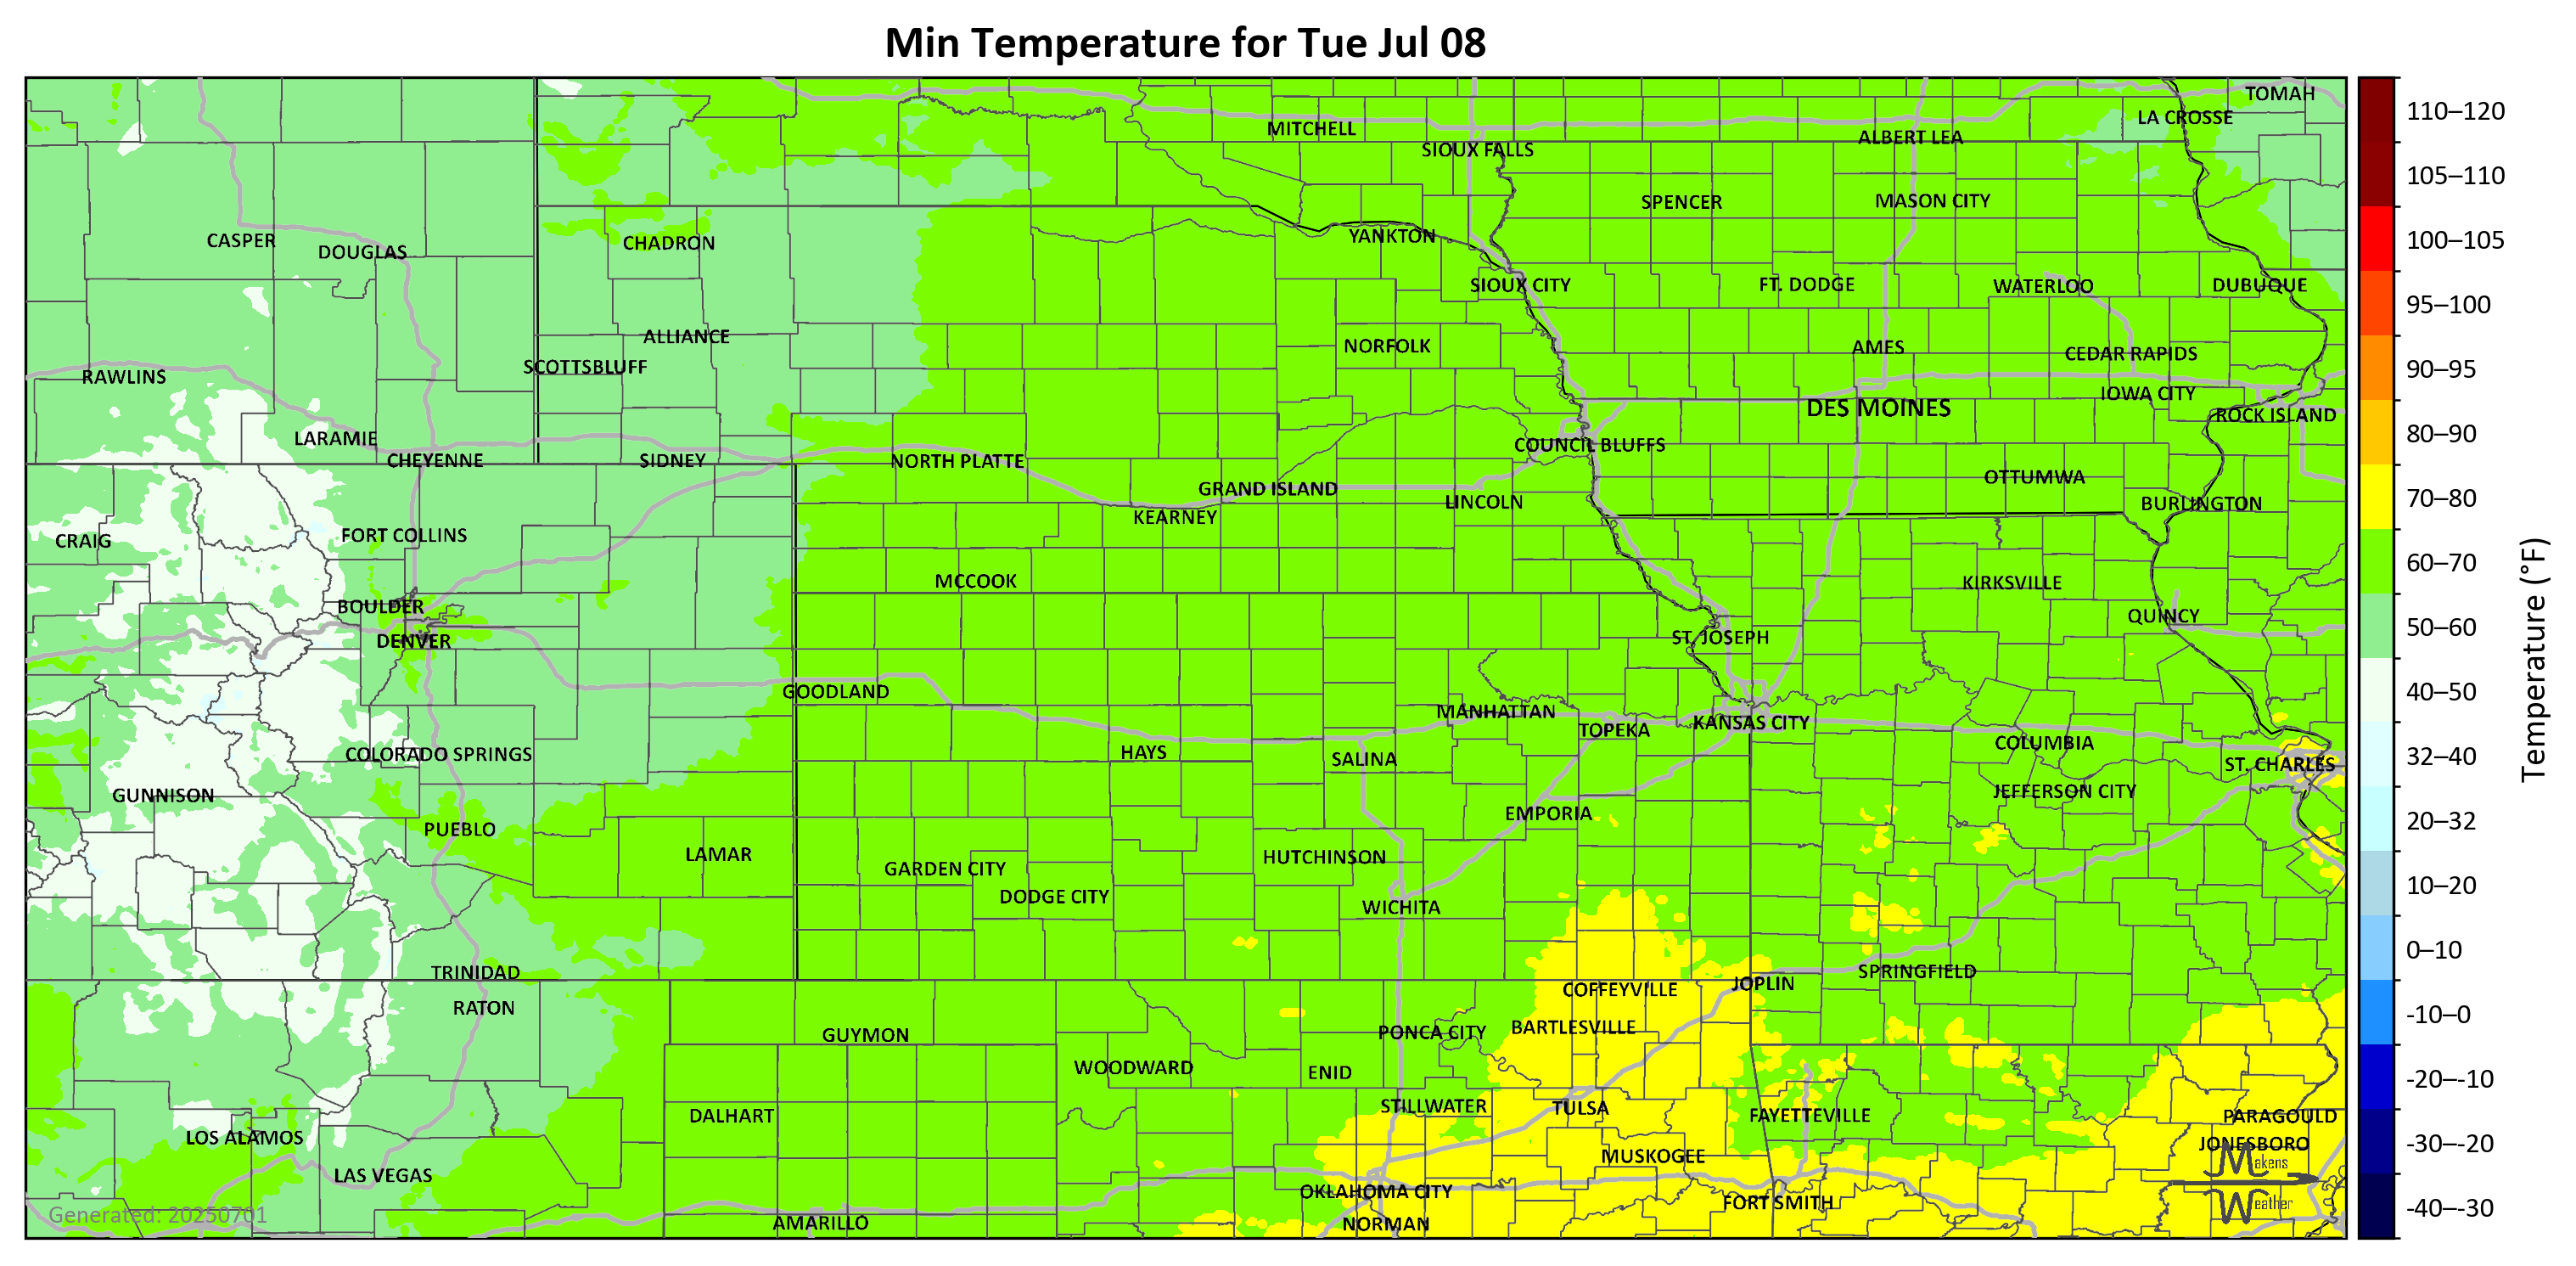 Min Temperature for Tue Jul 08
TOMAH
LA CROSSE
MITCHELL
ALBERT LEA
SIOUX FALLS
SPENCER
MASON CITY
CASPER
DOUGLAS
CHADRON
YANKTON
SIOUX CITY
FT. DODGE
WATERLOO
DUBUQUE
ALLIANCE
NORFOLK
AMES
CEDAR RAPIDS
SCOTTSBLUFF
RAWLINS
IOWA CITY
DES MOINES
ROCK ISLAND
LARAMIE
COUNCIL BLUFFS
CHEYENNE
SIDNEY
NORTH PLATTE
OTTUMWA
GRAND ISLAND
LINCOLN
BURLINGTON
KEARNEY
FORT COLLINS
CRAIG
MCCOOK
KIRKSVILLE
BOULDER
QUINCY
DENVER
ST. JOSEPH
GOODLAND
MANHATTAN
KANSAS CITY
TOPEKA
COLUMBIA
COLORADO SPRINGS
HAYS
SALINA
ST. CHARLES
GUNNISON
JEFFERSON CITY
EMPORIA
PUEBLO
LAMAR
HUTCHINSON
GARDEN CITY
DODGE CITY
WICHITA
TRINIDAD
SPRINGFIELD
JOPLIN
COFFEYVILLE
RATON
BARTLESVILLE
PONCA CITY
GUYMON
WOODWARD
ENID
STILLWATER
TULSA
DALHART
FAYETTEVILLE
PARAGOULD
LOS ALAMOS
JONESBORO
MUSKOGEE
LAS VEGAS
OKLAHOMA CITY
FORT SMITH
AMARILLO
NORMAN
Generated: 20250701
Makens
Weather
110–120
105–110
100–105
95–100
90–95
80–90
70–80
60–70
50–60
40–50
32–40
20–32
10–20
0–10
-10–0
-20–-10
-30–-20
-40–-30
Temperature (°F)